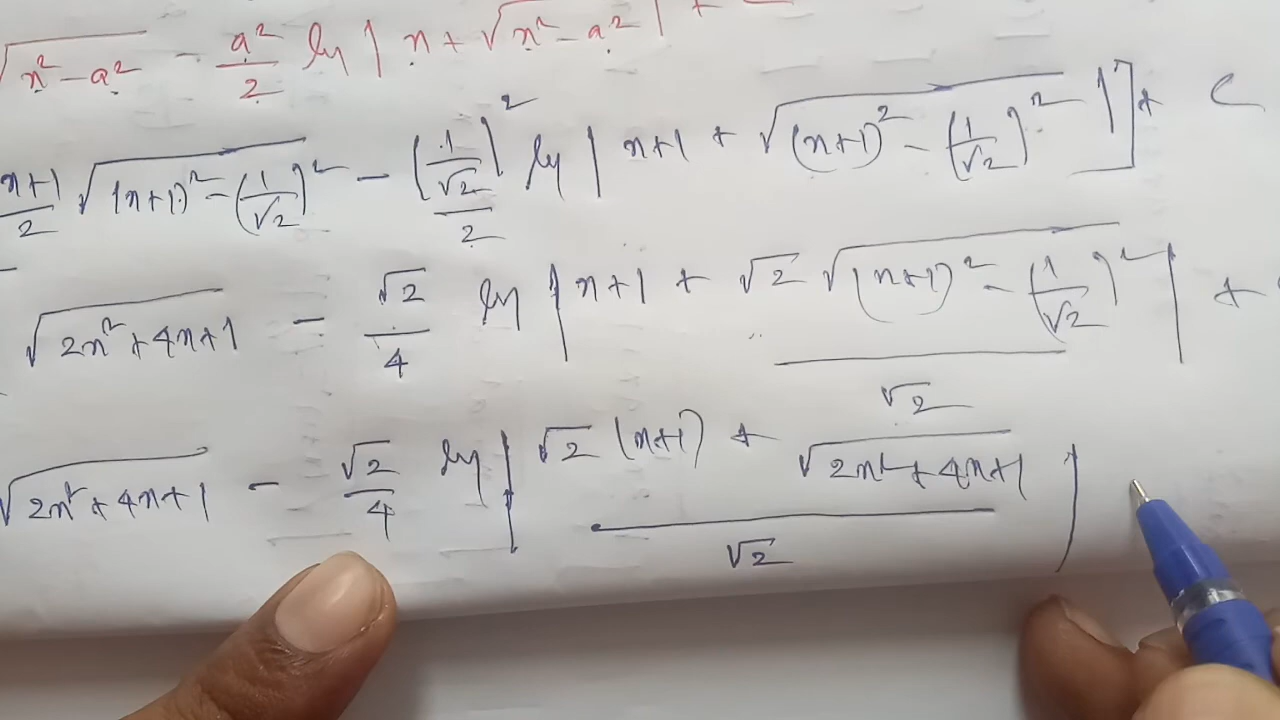 √(x² - a²) - a²/2 log | x + √(x² - a²) | +
x+1/2 √((x+1)² - (1/√2)²) - (1/√2)²/2 log | x+1 + √((x+1)² - (1/√2)²) | ] + C
√(2x² + 4x + 1) - √2/4 log | x+1 + √2 √((x+1)² - (1/√2)²)/√2 | +
√(2x² + 4x + 1) - √2/4 log | (√2 (x+1) + √(2x² + 4x + 1))/√2 |